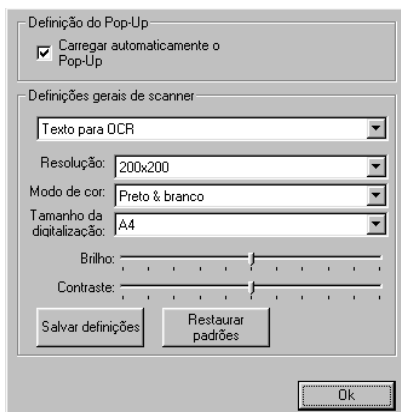 Definição do Pop-Up
Carregar automaticamente o
Pop-Up
Definições gerais de scanner
Texto para OCR
Resolução: 200x200
Modo de cor: Preto & branco
Tamanho da
digitalização: A4
Brilho:
Contraste:
Salvar definições
Restaurar
padrões
Ok